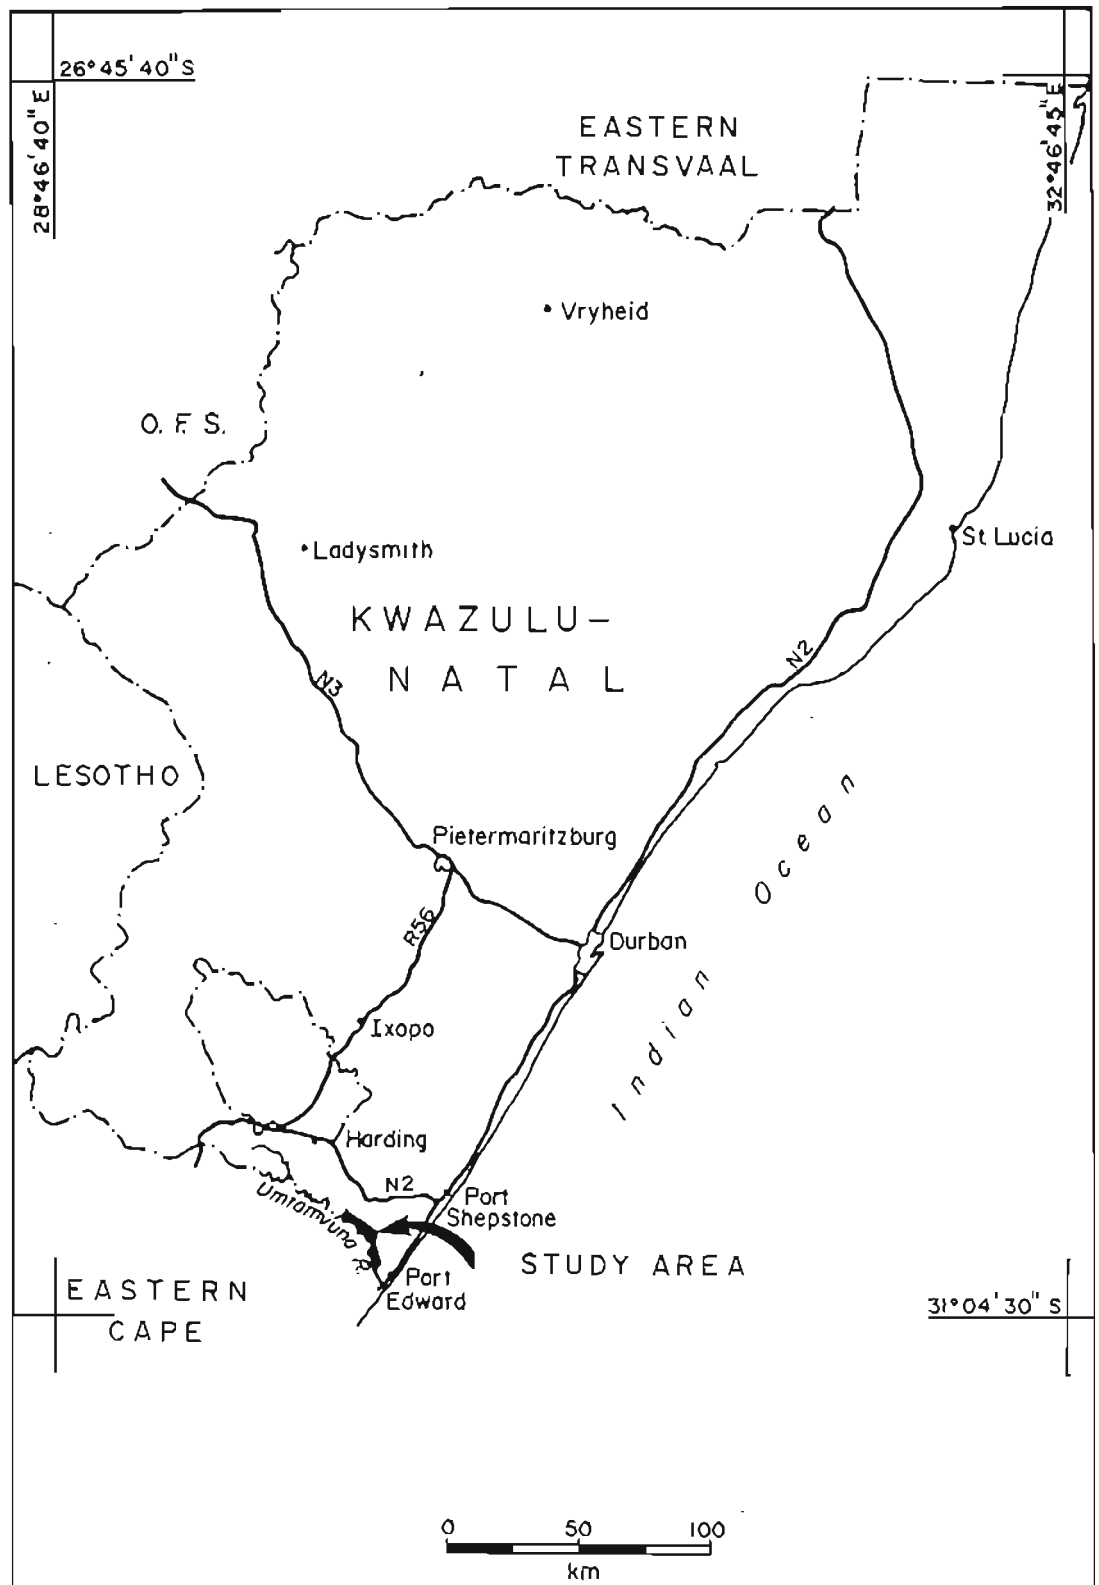 26°45'40" S
28°46'40" E
32°46'45" E
EASTERN
TRANSVAAL
Vryheid
O. F. S.
St. Lucia
Ladysmith
KWAZULU-
NATAL
N2
N3
LESOTHO
Indian Ocean
Pietermaritzburg
R56
Durban
Ixopo
Harding
N2
Port
Shepstone
Umtamvuna R.
STUDY AREA
Port
Edward
EASTERN
CAPE
31°04'30" S
0 50 100
km